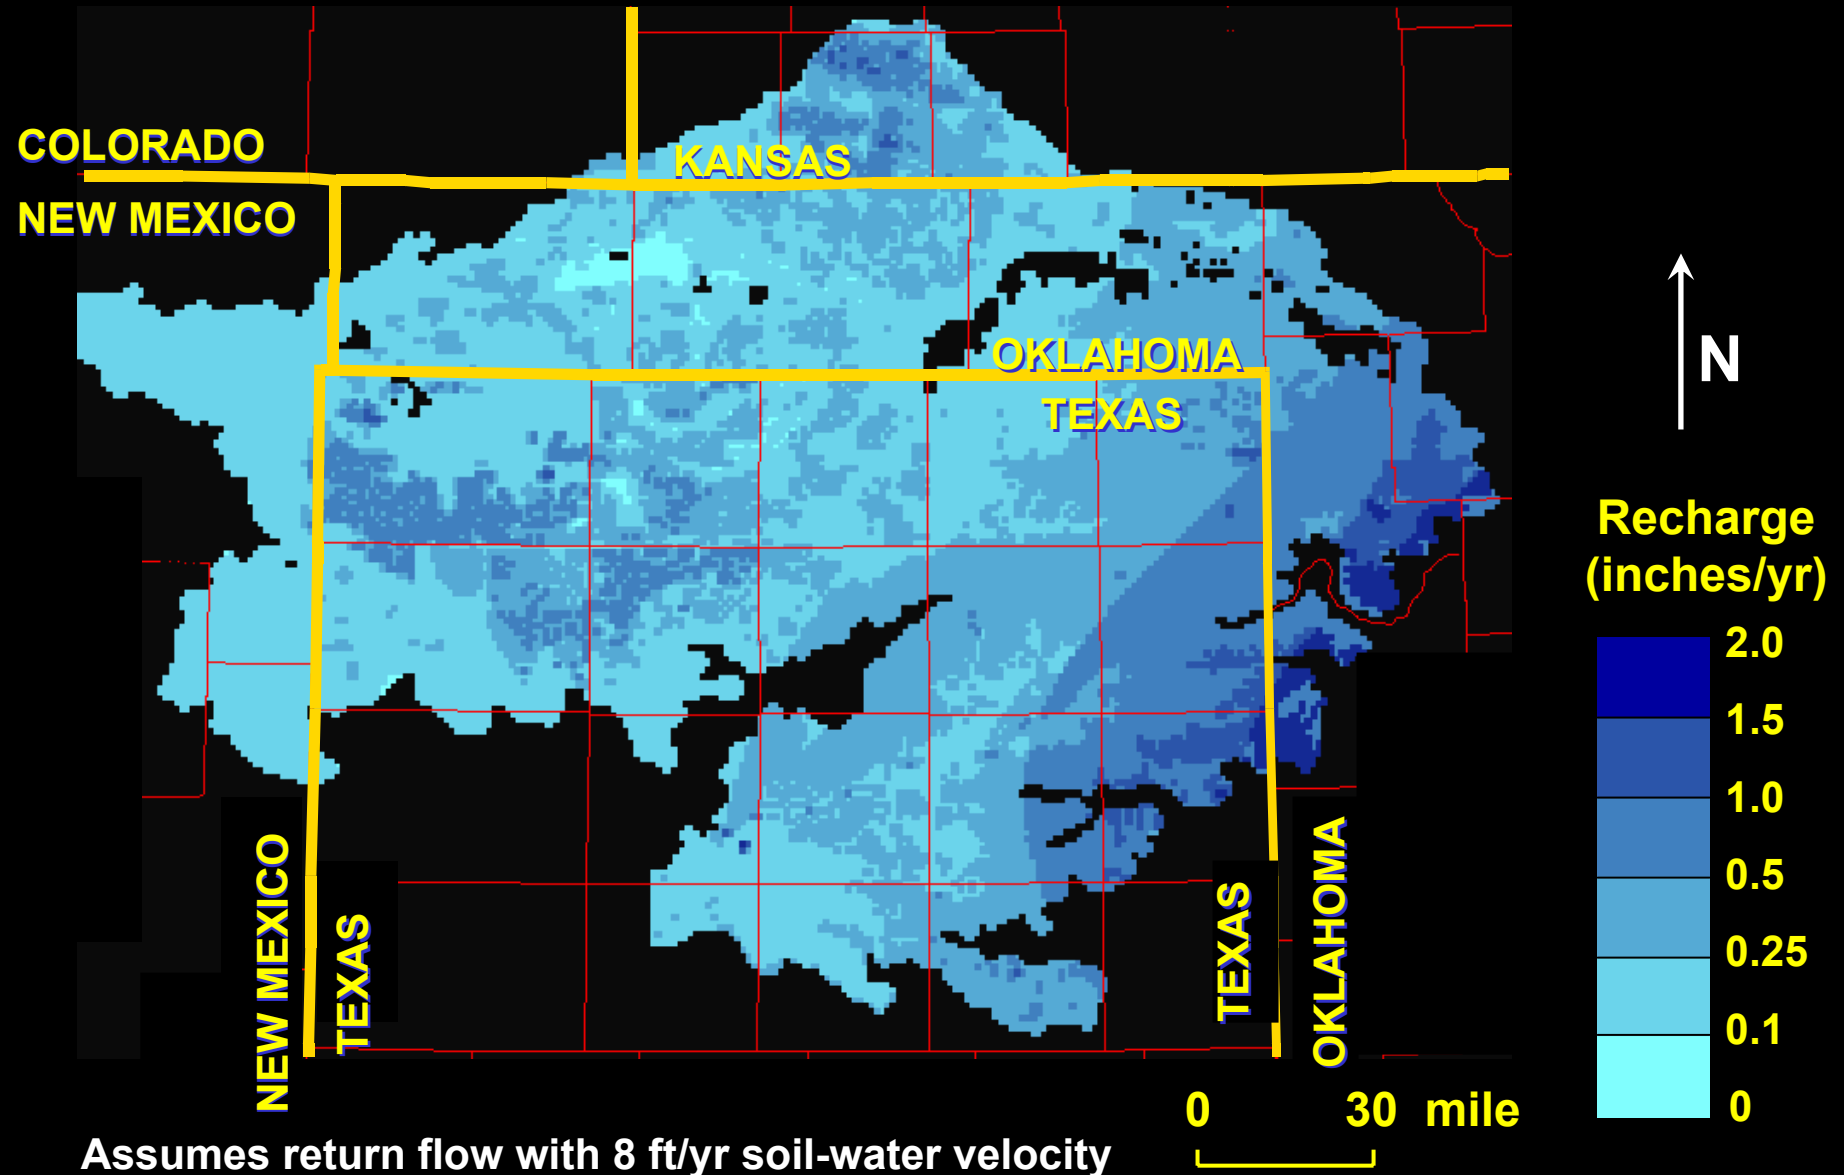 COLORADO
KANSAS
NEW MEXICO
OKLAHOMA
TEXAS
N
Recharge
(inches/yr)
2.0
1.5
1.0
0.5
0.25
0.1
0
NEW MEXICO
TEXAS
TEXAS
OKLAHOMA
0 30 mile
Assumes return flow with 8 ft/yr soil-water velocity